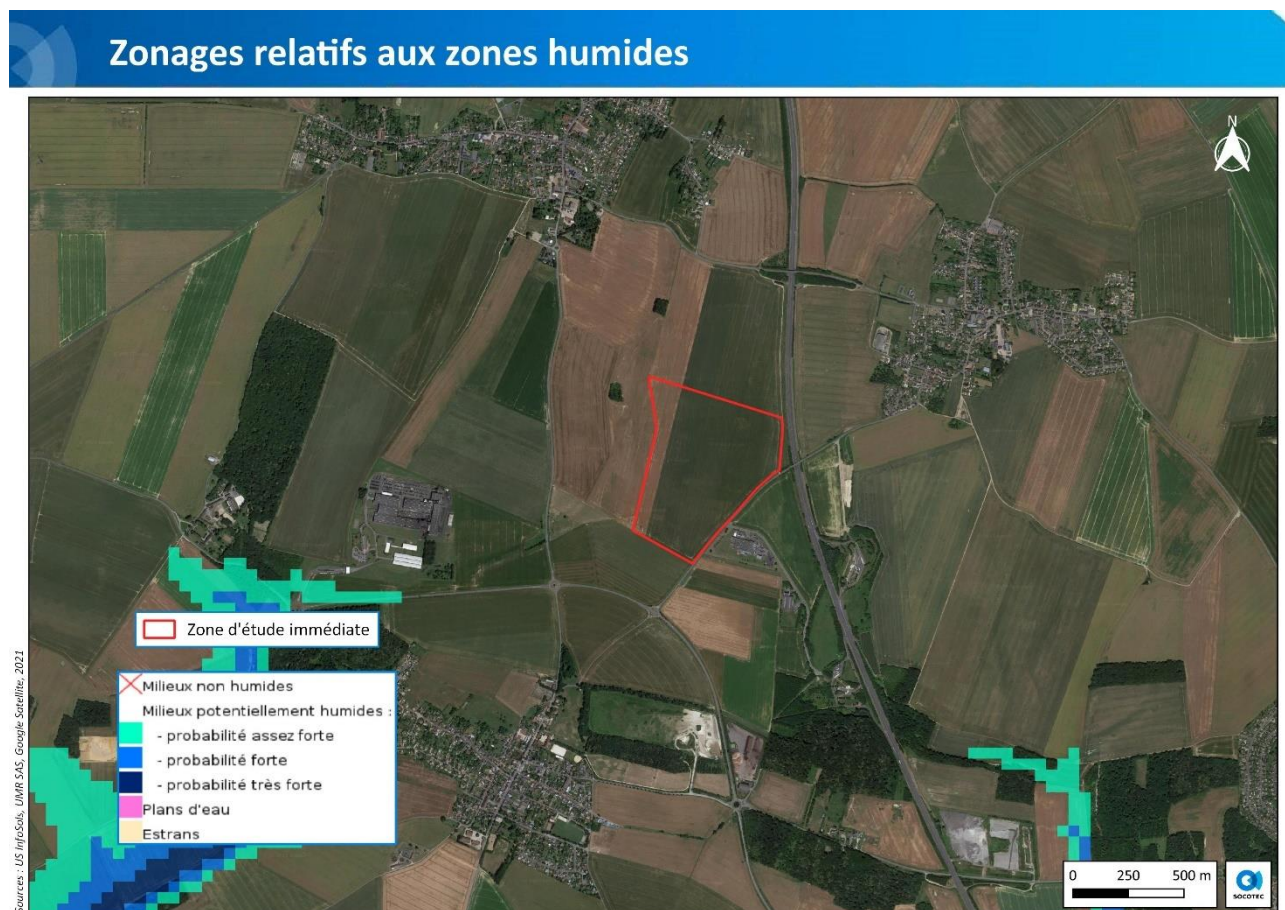 Zonages relatifs aux zones humides
N
Zone d'étude immédiate
Milieux non humides
Milieux potentiellement humides :
- probabilité assez forte
- probabilité forte
- probabilité très forte
Plans d'eau
Estrans
Sources : US InfoSols, UMR SAS, Google Satellite, 2021
0 250 500 m
SOCOTEC